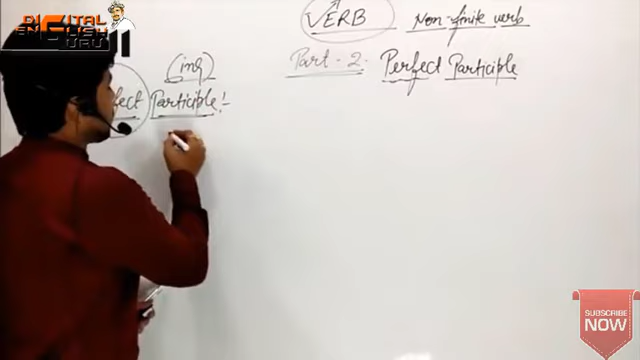 DIGITAL
ENGLISH
GURU
VERB Non-finite verb
Part - 2. Perfect Participle
(ing)
fect Participle :-
SUBSCRIBE
NOW